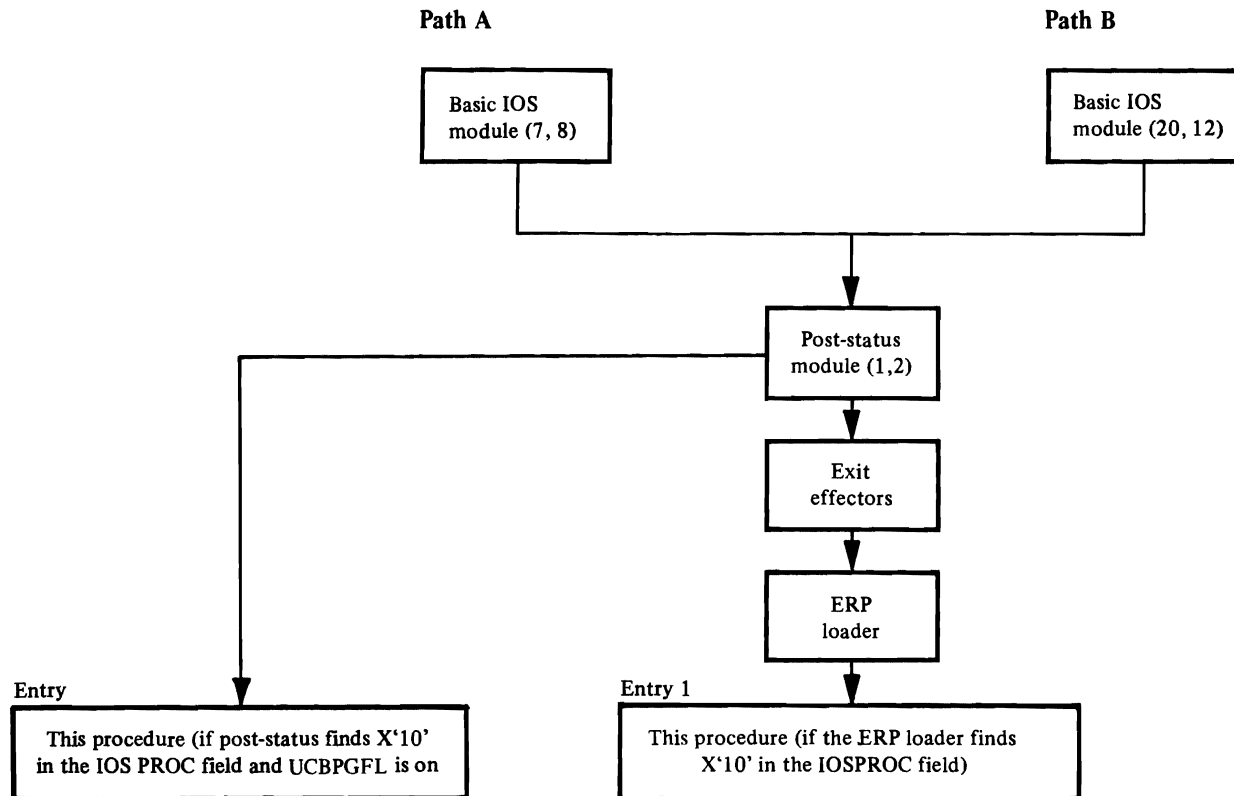 Path A
Path B
Basic IOS
module (7, 8)
Basic IOS
module (20, 12)
Post-status
module (1,2)
Exit
effectors
ERP
loader
Entry
This procedure (if post-status finds X‘10’
in the IOS PROC field and UCBPGFL is on
Entry 1
This procedure (if the ERP loader finds
X‘10’ in the IOSPROC field)